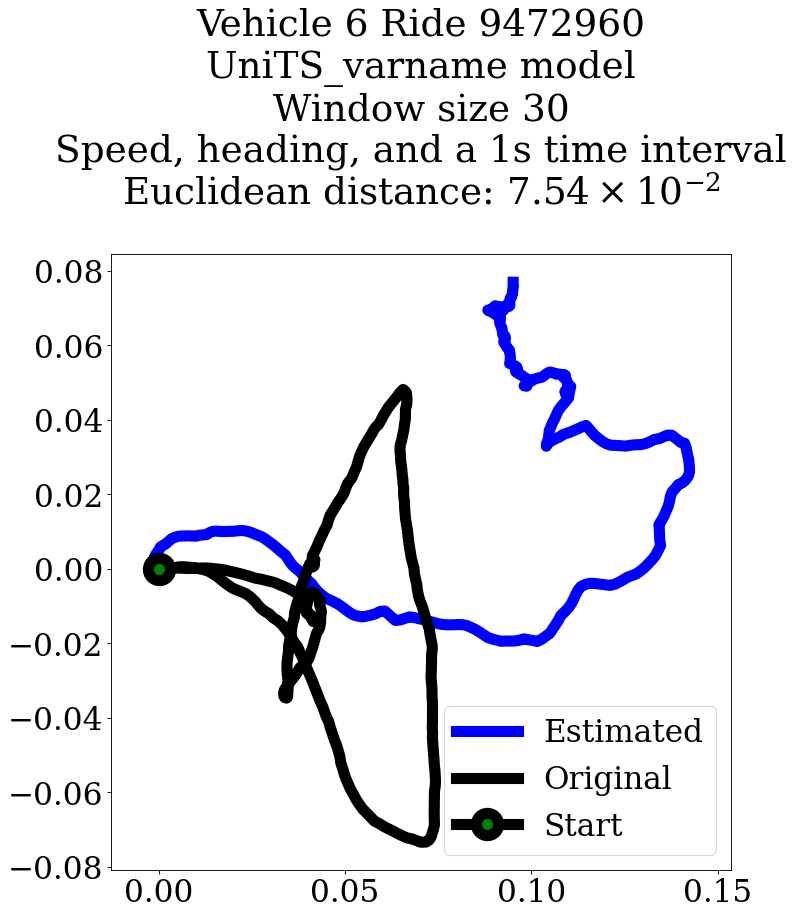 Vehicle 6 Ride 9472960
UniTS_varname model
Window size 30
Speed, heading, and a 1s time interval
Euclidean distance: 7.54 × 10⁻²
0.08
0.06
0.04
0.02
0.00
−0.02
−0.04
−0.06
−0.08
Estimated
Original
Start
0.00 0.05 0.10 0.15